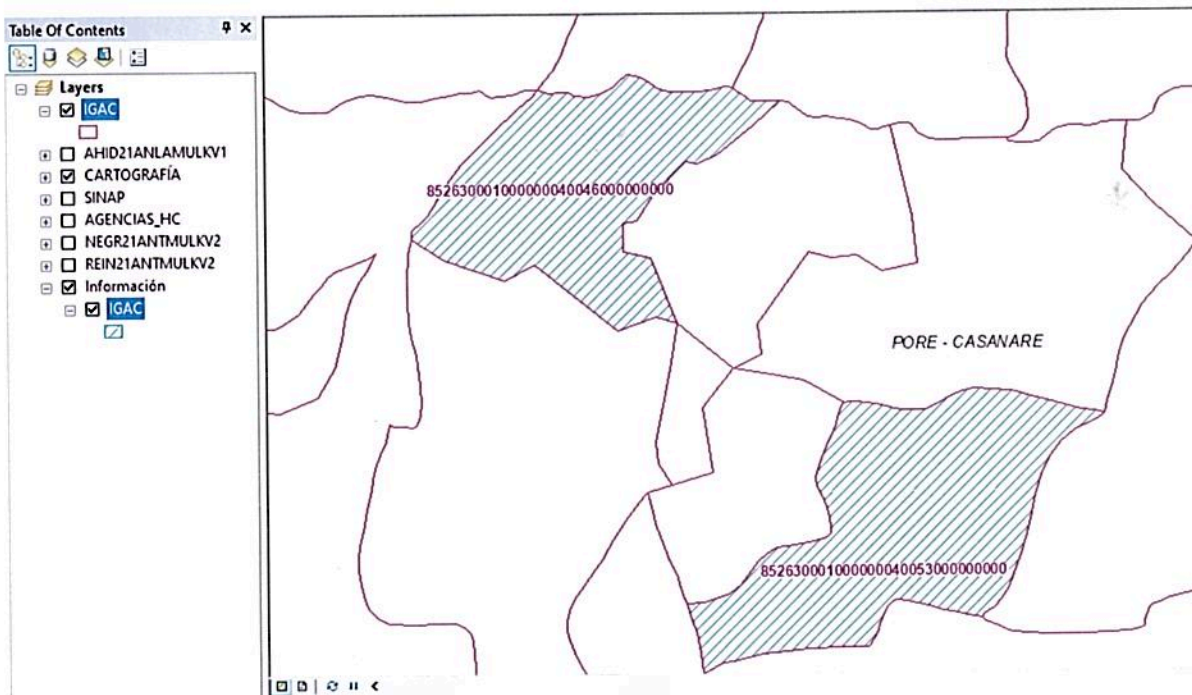 Table Of Contents
Layers
IGAC
AHID21ANLAMULKV1
CARTOGRAFÍA
SINAP
AGENCIAS_HC
NEGR21ANTMULKV2
REIN21ANTMULKV2
Información
IGAC
852630001000000040046000000000
PORE - CASANARE
852630001000000040053000000000